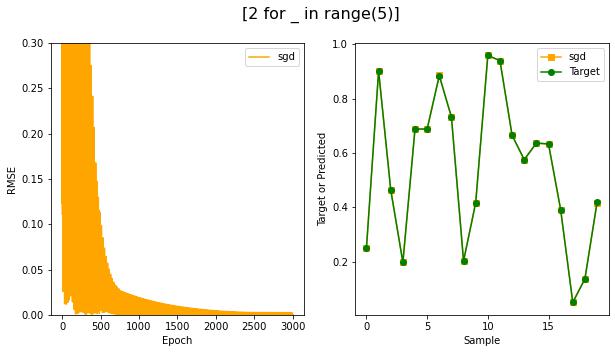 [2 for _ in range(5)]
0.30
0.25
0.20
0.15
0.10
0.05
0.00
RMSE
0 500 1000 1500 2000 2500 3000
Epoch
sgd
1.0
0.8
0.6
0.4
0.2
Target or Predicted
0 5 10 15
Sample
sgd
Target